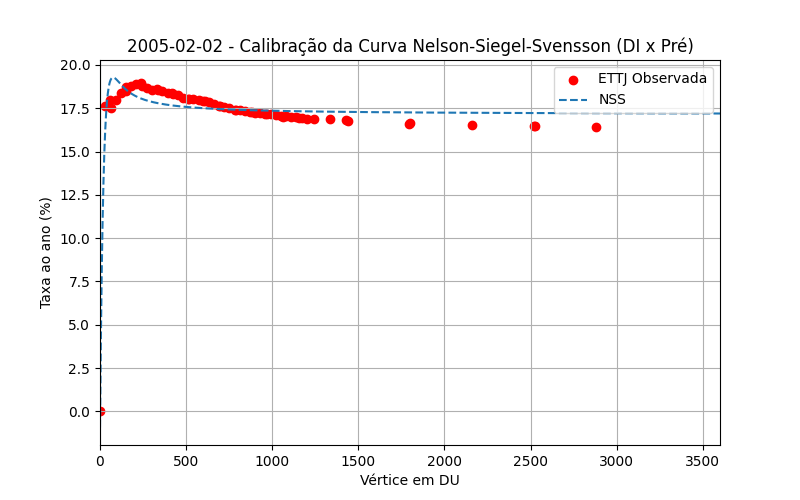 2005-02-02 - Calibração da Curva Nelson-Siegel-Svensson (DI x Pré)
ETTJ Observada
NSS
Taxa ao ano (%)
20.0
17.5
15.0
12.5
10.0
7.5
5.0
2.5
0.0
0 500 1000 1500 2000 2500 3000 3500
Vértice em DU